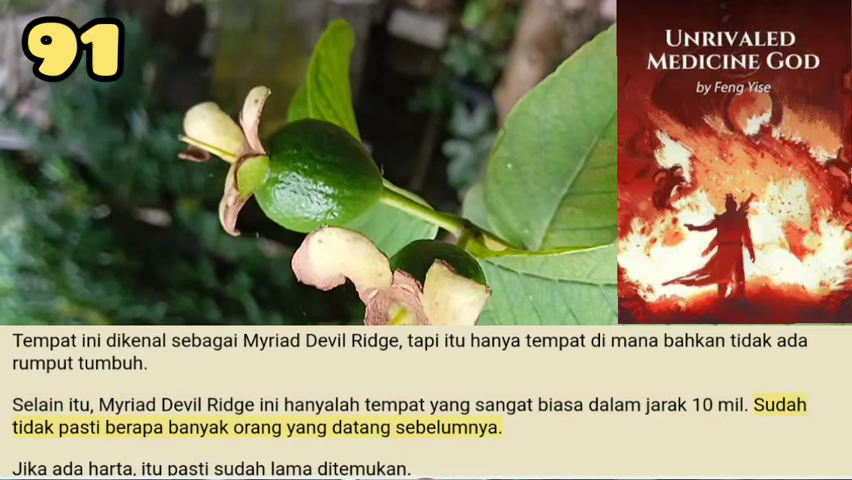 91
UNRIVALED
MEDICINE GOD
by Feng Yise
Tempat ini dikenal sebagai Myriad Devil Ridge, tapi itu hanya tempat di mana bahkan tidak ada
rumput tumbuh.
Selain itu, Myriad Devil Ridge ini hanyalah tempat yang sangat biasa dalam jarak 10 mil. Sudah
tidak pasti berapa banyak orang yang datang sebelumnya.
Jika ada harta, itu pasti sudah lama ditemukan.